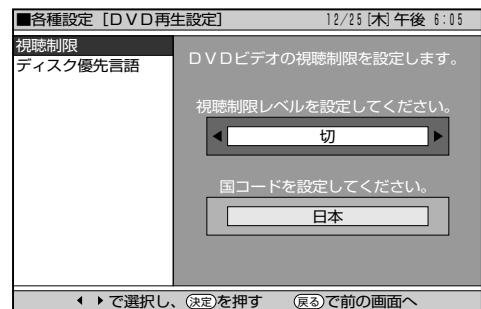 ■各種設定［DVD再生設定］ 12/25[木]午後 6:05
視聴制限
ディスク優先言語
DVDビデオの視聴制限を設定します。
視聴制限レベルを設定してください。
◀ 切 ▶
国コードを設定してください。
日本
◀ ▶ で選択し、決定を押す 戻るで前の画面へ